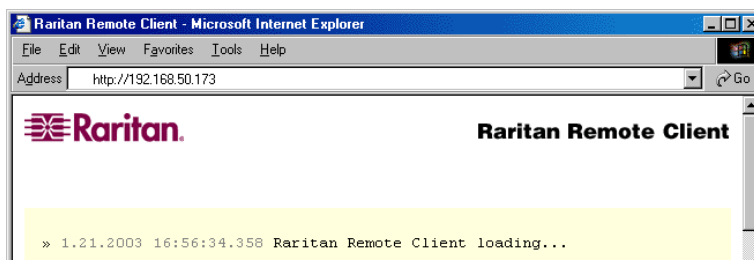 Raritan Remote Client - Microsoft Internet Explorer
File Edit View Favorites Tools Help
Address http://192.168.50.173 Go
Raritan. Raritan Remote Client
» 1.21.2003 16:56:34.358 Raritan Remote Client loading...